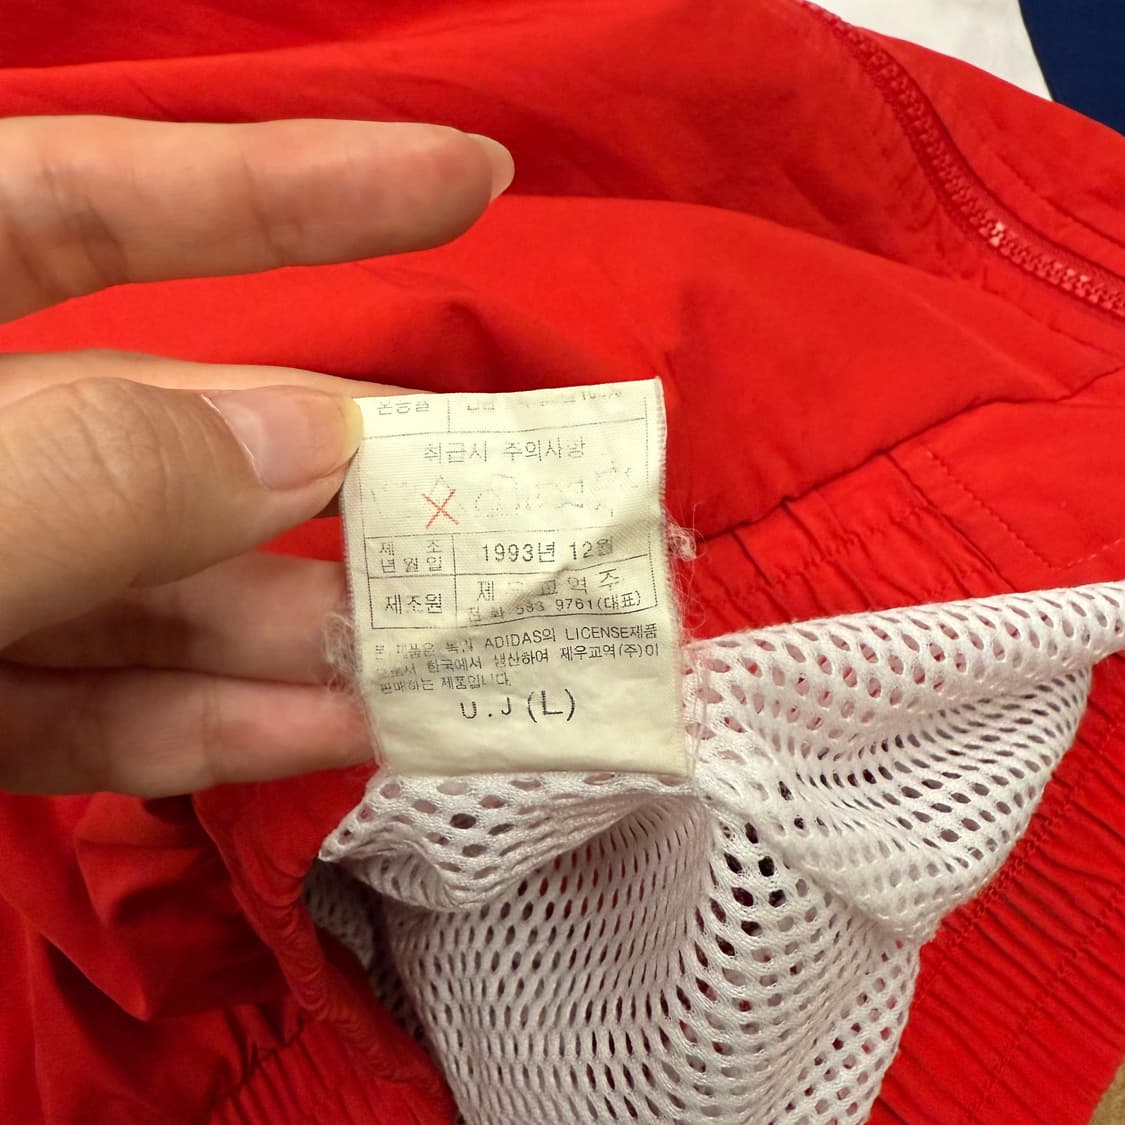 취급시 주의사항
제 조
년 월 일
1993년 12월
제조원
제 교 역 주
전 화 533 9761(대표)
본 제품은 독일 ADIDAS의 LICENSE제품
으로서 한국에서 생산하여 제우교역(주)이
판매하는 제품입니다.
U.J (L)